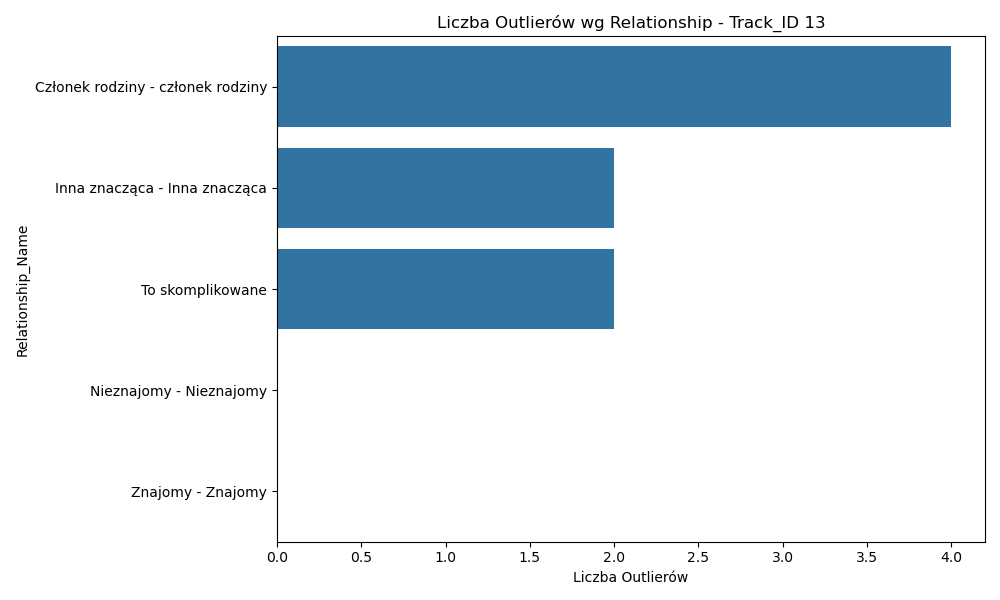 Liczba Outlierów wg Relationship - Track_ID 13
Członek rodziny - członek rodziny
Inna znacząca - Inna znacząca
To skomplikowane
Nieznajomy - Nieznajomy
Znajomy - Znajomy
Relationship_Name
0.0 0.5 1.0 1.5 2.0 2.5 3.0 3.5 4.0
Liczba Outlierów